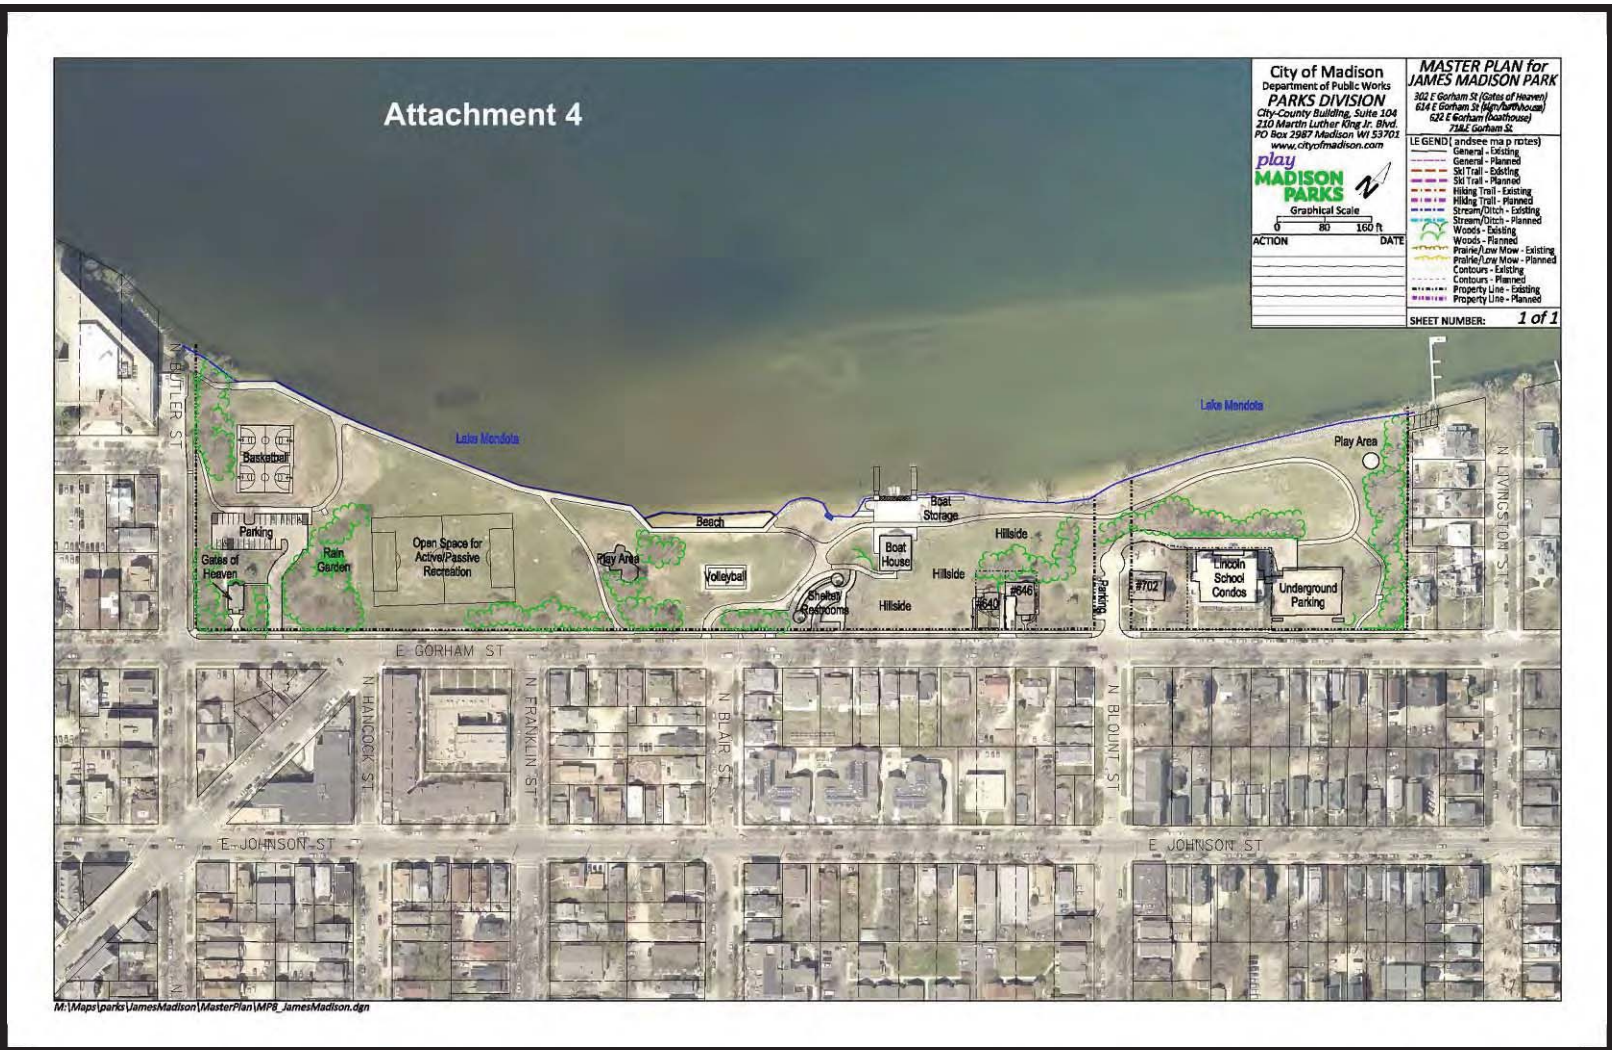 Attachment 4
City of Madison
Department of Public Works
PARKS DIVISION
City-County Building, Suite 104
210 Martin Luther King Jr. Blvd.
PO Box 2987 Madison WI 53701
www.cityofmadison.com
play
MADISON
PARKS
N
Graphical Scale
0 80 160 ft
ACTION DATE
MASTER PLAN for
JAMES MADISON PARK
302 E Gorham St (Gates of Heaven)
614 E Gorham St
622 E Gorham (boathouse)
E Gorham St
LEGEND (andsee map notes)
General - Existing
General - Planned
Ski Trail - Existing
Ski Trail - Planned
Hiking Trail - Existing
Hiking Trail - Planned
Stream/Ditch - Existing
Stream/Ditch - Planned
Woods - Existing
Woods - Planned
Prairie/Low Mow - Existing
Prairie/Low Mow - Planned
Contours - Existing
Contours - Planned
Property Line - Existing
Property Line - Planned
SHEET NUMBER: 1 of 1
N BUTLER ST
Lake Mendota
Lake Mendota
Play Area
Basketball
Parking
Gates of
Heaven
Rain
Garden
Open Space for
Active/Passive
Recreation
Beach
Play Area
Volleyball
Boat
Storage
Boat
House
Shelter
Restrooms
Hillside
Hillside
Hillside
#640
#646
Parking
#702
Lincoln
School
Condos
Underground
Parking
N LIVINGSTON ST
E GORHAM ST
N HANCOCK ST
N FRANKLIN ST
N BLAIR ST
N BLOUNT ST
E JOHNSON ST
E JOHNSON ST
N
M:\Maps\parks\JamesMadison\MasterPlan\MPB_JamesMadison.dgn